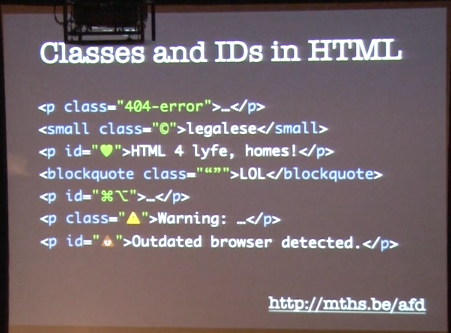 Classes and IDs in HTML
<p class="404-error">…</p>
<small class="©">legalese</small>
<p id="♥">HTML 4 lyfe, homes!</p>
<blockquote class="“”">LOL</blockquote>
<p id="⌘⌥">…</p>
<p class="⚠">Warning: …</p>
<p id="💩">Outdated browser detected.</p>
http://mths.be/afd